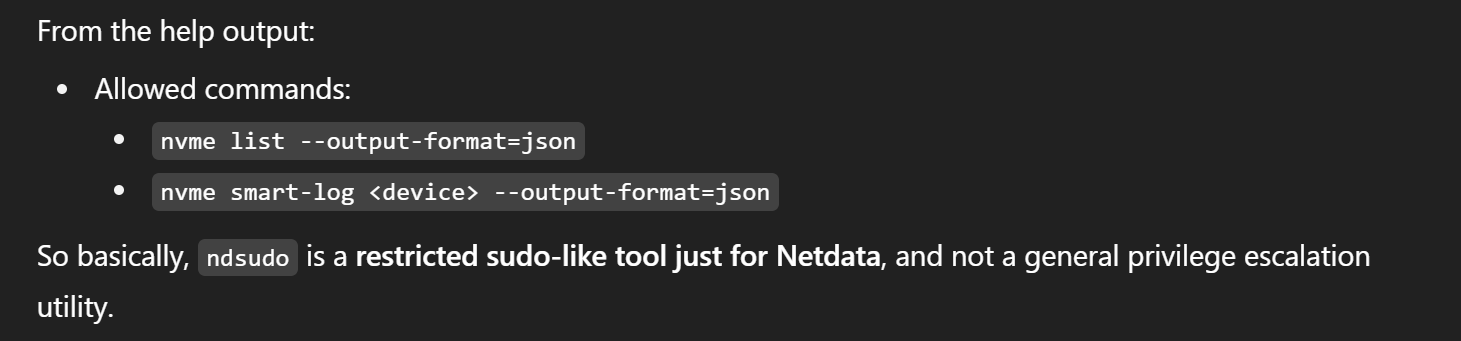 From the help output:
• Allowed commands:
• nvme list --output-format=json
• nvme smart-log <device> --output-format=json
So basically, ndsudo is a restricted sudo-like tool just for Netdata, and not a general privilege escalation
utility.